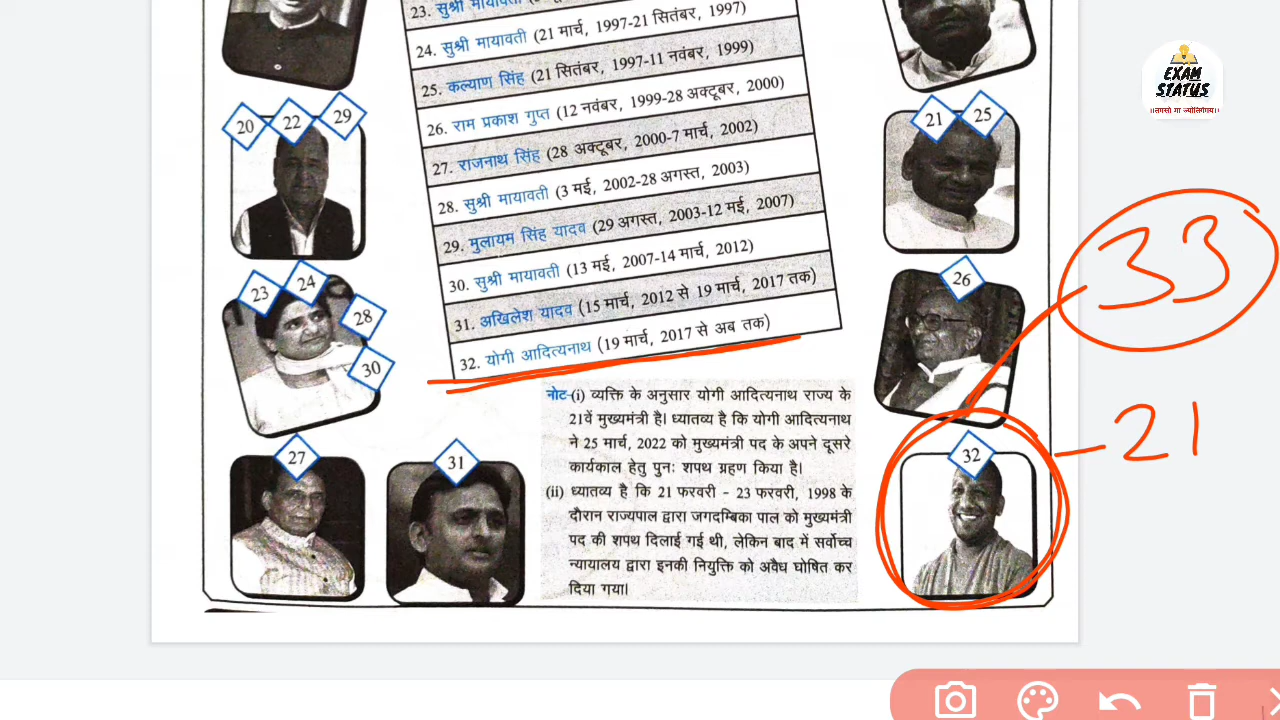 23. सुश्री मायावती
24. सुश्री मायावती (21 मार्च, 1997-21 सितंबर, 1997)
25. कल्याण सिंह (21 सितंबर, 1997-11 नवंबर, 1999)
26. राम प्रकाश गुप्त (12 नवंबर, 1999-28 अक्टूबर, 2000)
27. राजनाथ सिंह (28 अक्टूबर, 2000-7 मार्च, 2002)
28. सुश्री मायावती (3 मई, 2002-28 अगस्त, 2003)
29. मुलायम सिंह यादव (29 अगस्त, 2003-12 मई, 2007)
30. सुश्री मायावती (13 मई, 2007-14 मार्च, 2012)
31. अखिलेश यादव (15 मार्च, 2012 से 19 मार्च, 2017 तक)
32. योगी आदित्यनाथ (19 मार्च, 2017 से अब तक)
20 22 29
23 24
28
30
27
31
नोट-(i) व्यक्ति के अनुसार योगी आदित्यनाथ राज्य के
21वें मुख्यमंत्री है। ध्यातव्य है कि योगी आदित्यनाथ
ने 25 मार्च, 2022 को मुख्यमंत्री पद के अपने दूसरे
कार्यकाल हेतु पुनः शपथ ग्रहण किया है।
(ii) ध्यातव्य है कि 21 फरवरी - 23 फरवरी, 1998 के
दौरान राज्यपाल द्वारा जगदम्बिका पाल को मुख्यमंत्री
पद की शपथ दिलाई गई थी, लेकिन बाद में सर्वोच्च
न्यायालय द्वारा इनकी नियुक्ति को अवैध घोषित कर
दिया गया।
21 25
26
32
33
-21
EXAM
STATUS